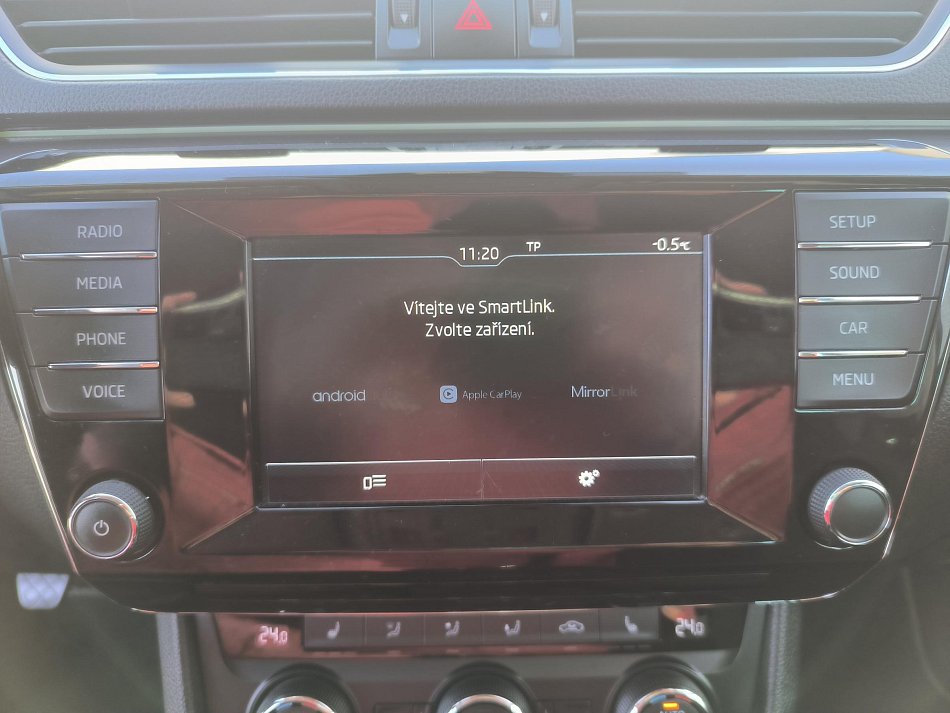 11:20
TP
-0.5°C
Vítejte ve SmartLink.
Zvolte zařízení.
android
Apple CarPlay
MirrorLink
RADIO
MEDIA
PHONE
VOICE
SETUP
SOUND
CAR
MENU
24.0
24.0
AUTO